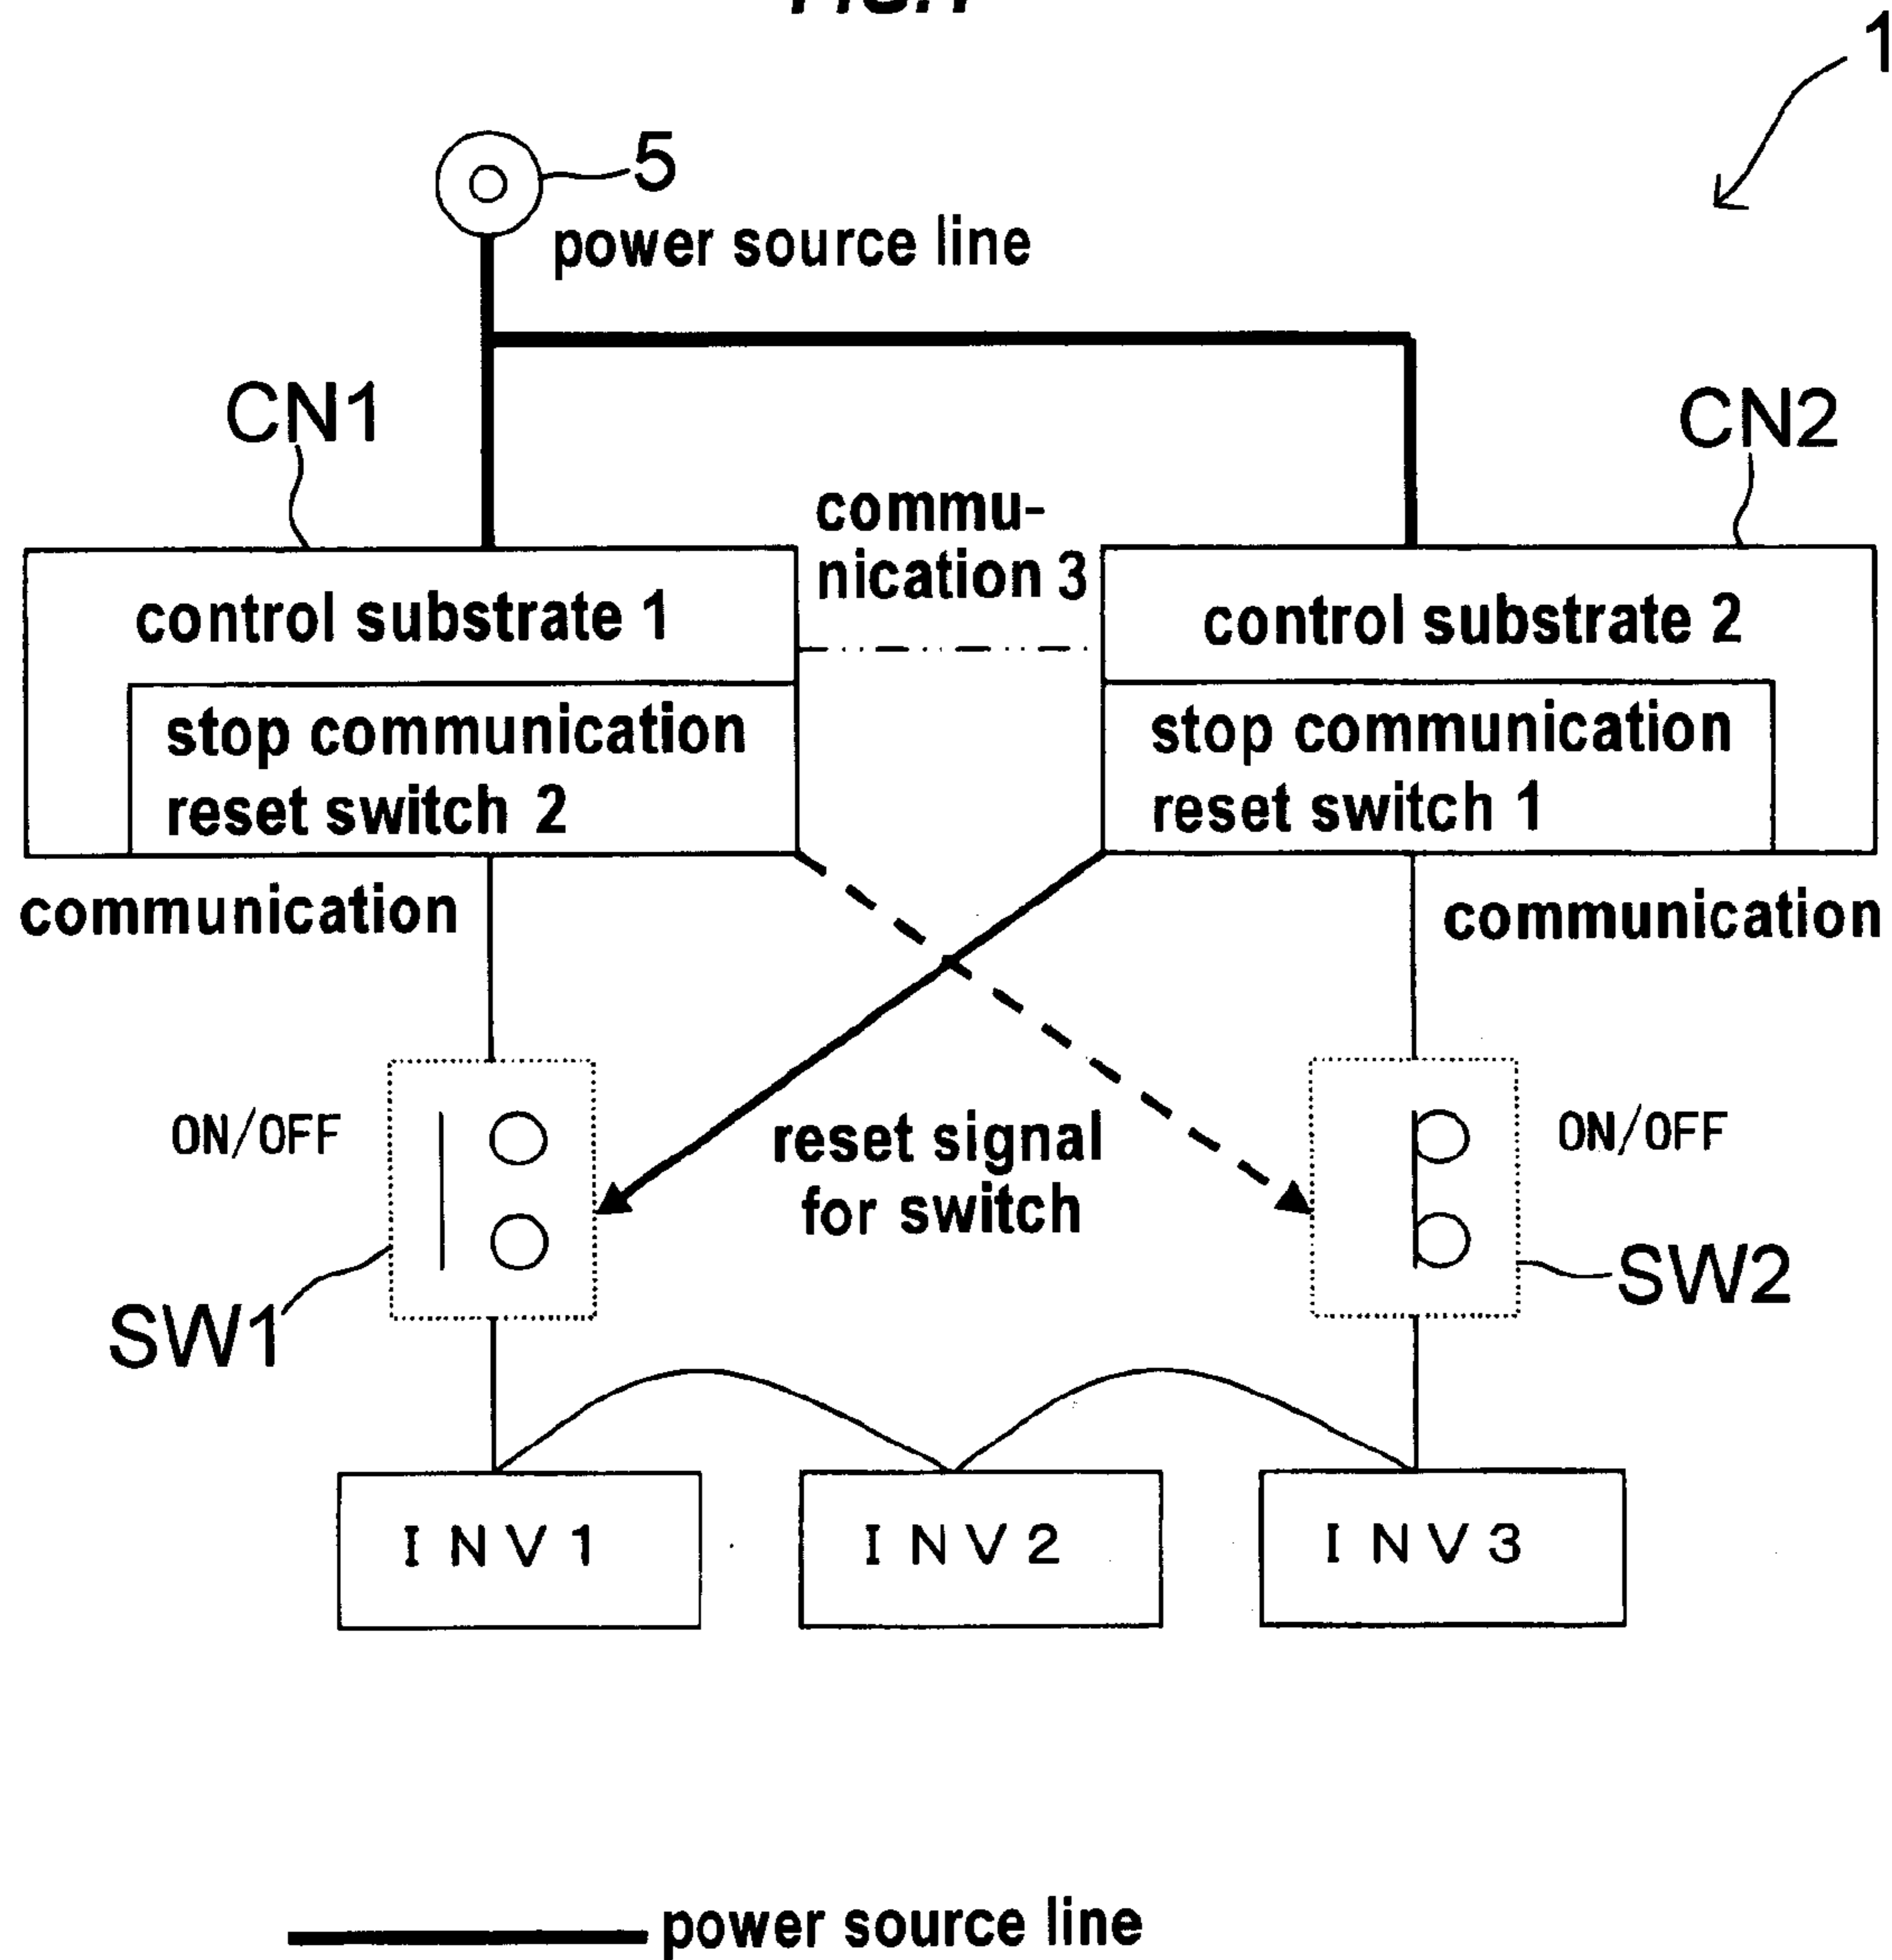 1
5
power source line
CN1
CN2
commu-
nication 3
control substrate 1
control substrate 2
stop communication
reset switch 2
stop communication
reset switch 1
communication
communication
ON/OFF
ON/OFF
reset signal
for switch
SW1
SW2
INV1
INV2
INV3
power source line